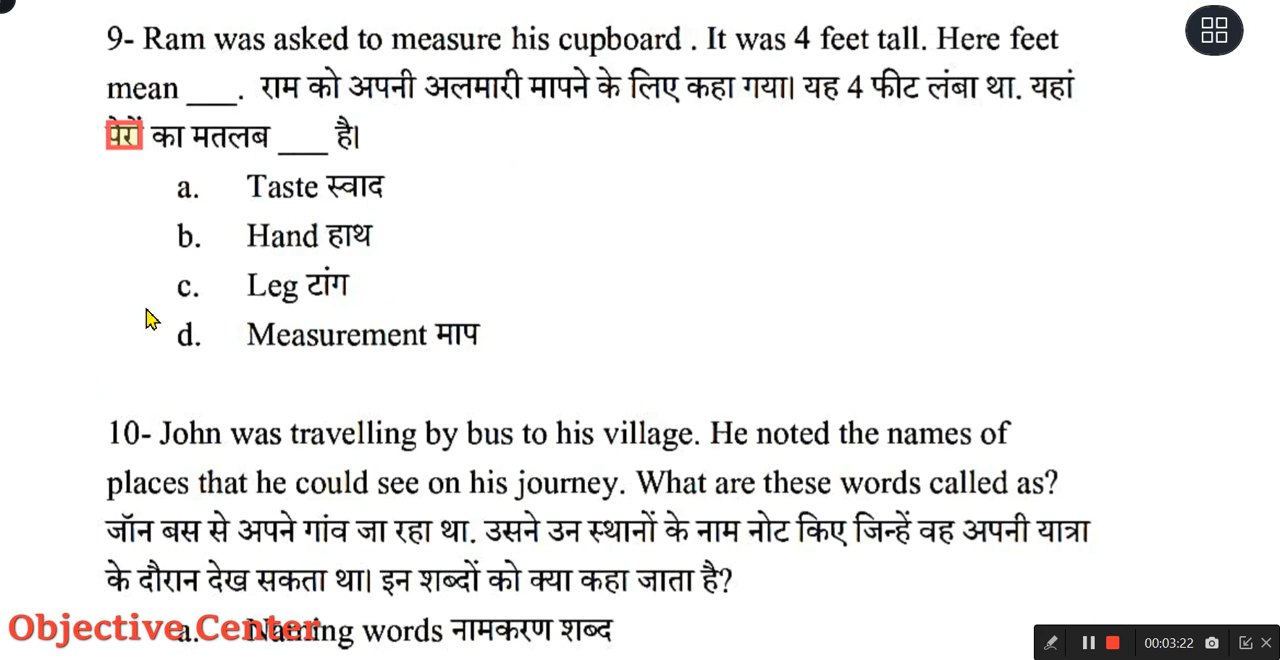 9- Ram was asked to measure his cupboard . It was 4 feet tall. Here feet
mean ___. राम को अपनी अलमारी मापने के लिए कहा गया। यह 4 फीट लंबा था. यहां
पैरों का मतलब ___ है।
a. Taste स्वाद
b. Hand हाथ
c. Leg टांग
d. Measurement माप
10- John was travelling by bus to his village. He noted the names of
places that he could see on his journey. What are these words called as?
जॉन बस से अपने गांव जा रहा था. उसने उन स्थानों के नाम नोट किए जिन्हें वह अपनी यात्रा
के दौरान देख सकता था। इन शब्दों को क्या कहा जाता है?
a. Naming words नामकरण शब्द
Objective Center
00:03:22